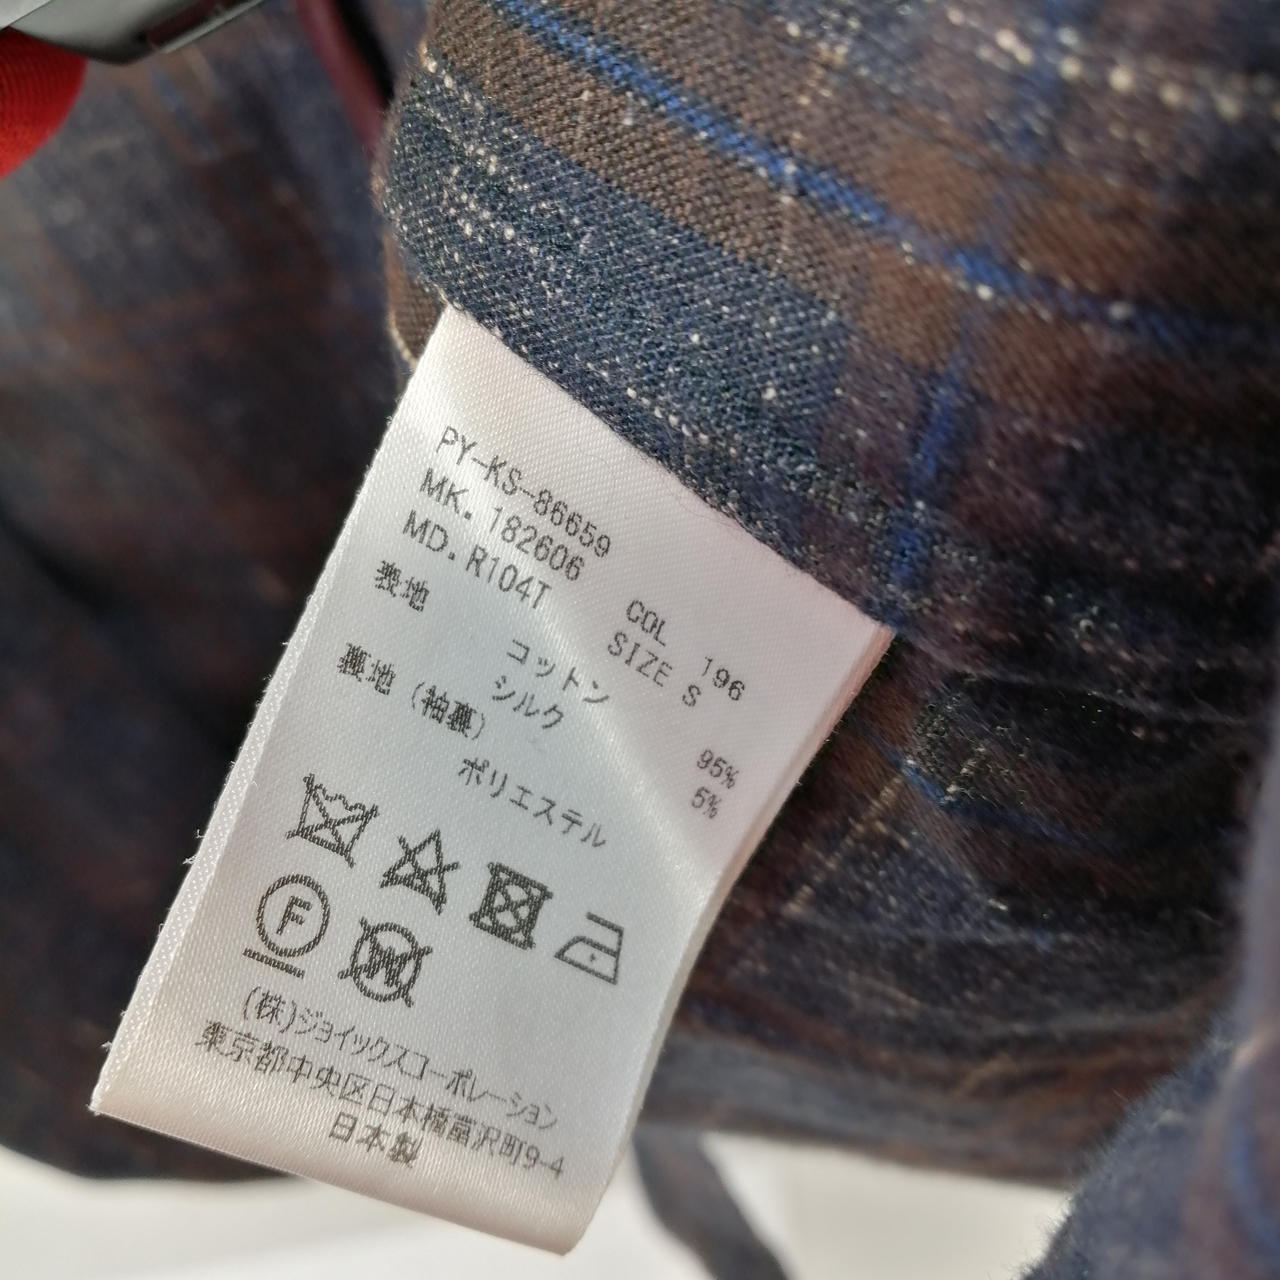 PY-KS-86659
MK. 182606 COL 196
MD. R104T SIZE S
表地
コットン 95%
シルク 5%
裏地(袖裏)
ポリエステル
F
W
(株)ジョイックスコーポレーション
東京都中央区日本橋富沢町9-4
日本製